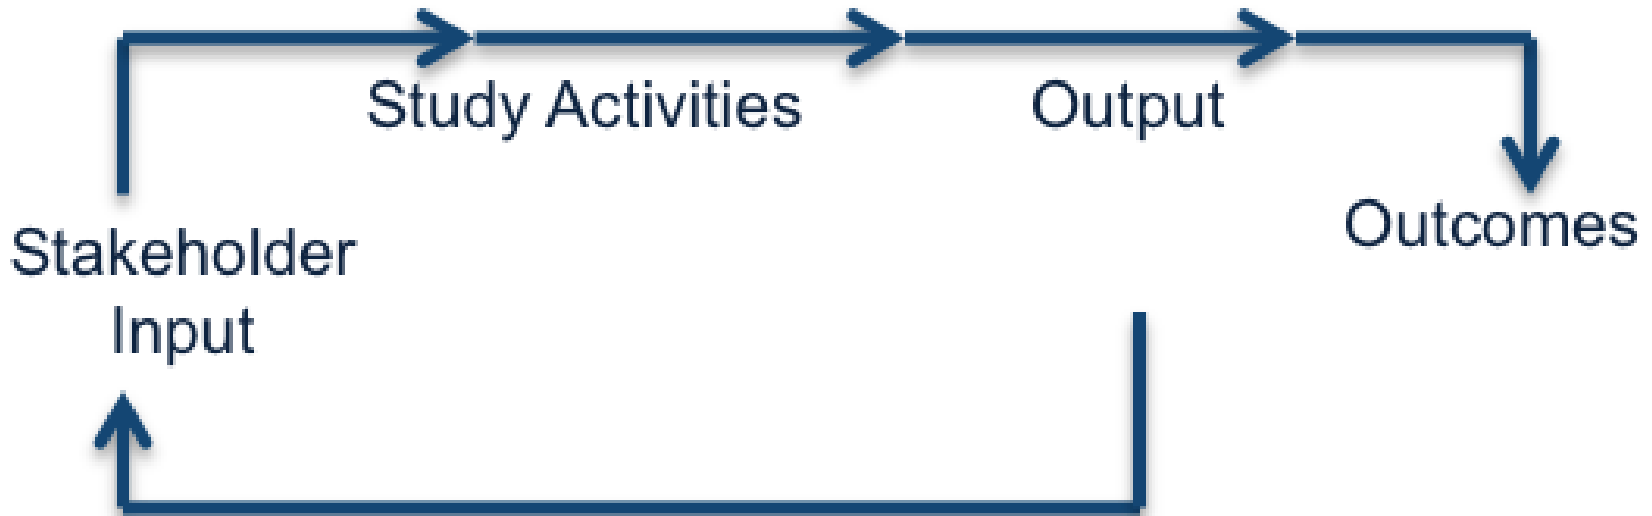 Study Activities
Output
Outcomes
Stakeholder
Input